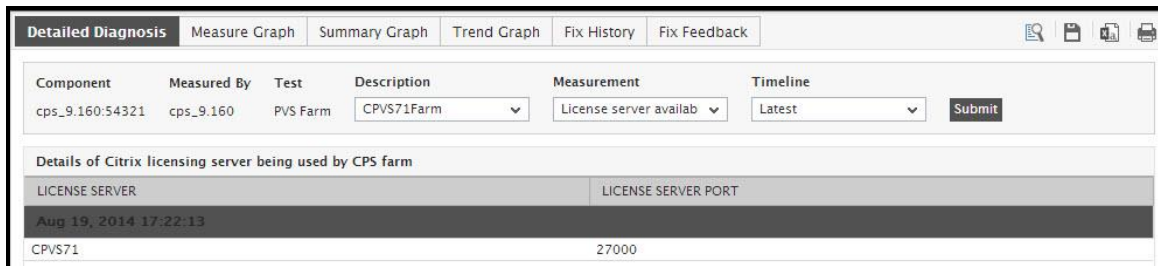 Detailed Diagnosis Measure Graph Summary Graph Trend Graph Fix History Fix Feedback
Component Measured By Test Description Measurement Timeline
cps_9.160:54321 cps_9.160 PVS Farm CPVS71Farm License server availab Latest Submit
Details of Citrix licensing server being used by CPS farm
LICENSE SERVER LICENSE SERVER PORT
Aug 19, 2014 17:22:13
CPVS71 27000